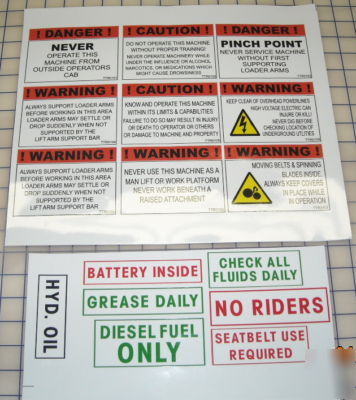 ! DANGER !
NEVER
OPERATE THIS
MACHINE FROM
OUTSIDE OPERATORS
CAB
! CAUTION !
DO NOT OPERATE THIS MACHINE
WITHOUT PROPER TRAINING!
NEVER OPERATE MACHINERY WHILE
UNDER THE INFLUENCE OR ALCOHOL
NARCOTICS, OR MEDICATIONS WHICH
MIGHT CAUSE DROWSINESS
! DANGER !
PINCH POINT
NEVER SERVICE MACHINE
WITHOUT FIRST
SUPPORTING
LOADER ARMS
! WARNING !
ALWAYS SUPPORT LOADER ARMS
BEFORE WORKING IN THIS AREA
LOADER ARMS MAY SETTLE OR
DROP SUDDENLY WHEN NOT
SUPPORTED BY THE
LIFT ARM SUPPORT BAR
! CAUTION !
KNOW AND OPERATE THIS MACHINE
WITHIN ITS LIMITS & CAPABILITIES
FAILURE TO DO SO MAY RESULT IN INJURY
OR DEATH TO OPERATOR OR OTHERS
OR DAMAGE TO MACHINE AND PROPERTY
! WARNING !
KEEP CLEAR OF OVERHEAD POWERLINES
HIGH VOLTAGE ELECTRIC CAN
INJURE OR KILL
NEVER DIG BEFORE
CHECKING LOCATION OF
UNDERGROUND UTILITIES
! WARNING !
ALWAYS SUPPORT LOADER ARMS
BEFORE WORKING IN THIS AREA
LOADER ARMS MAY SETTLE OR
DROP SUDDENLY WHEN NOT
SUPPORTED BY THE
LIFT ARM SUPPORT BAR
! WARNING !
NEVER USE THIS MACHINE AS A
MAN LIFT OR WORK PLATFORM
NEVER WORK BENEATH A
RAISED ATTACHMENT
! WARNING !
MOVING BELTS & SPINNING
BLADES INSIDE.
ALWAYS KEEP COVERS
IN PLACE WHILE
IN OPERATION
HYD. OIL
BATTERY INSIDE
CHECK ALL
FLUIDS DAILY
GREASE DAILY
NO RIDERS
DIESEL FUEL
ONLY
SEATBELT USE
REQUIRED